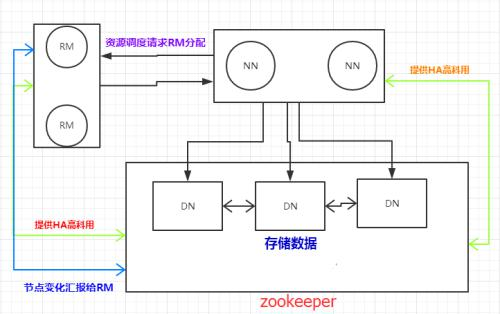 RM
资源调度请求RM分配
NN
NN
提供HA高科用
RM
DN
DN
DN
提供HA高科用
存储数据
节点变化汇报给RM
zookeeper